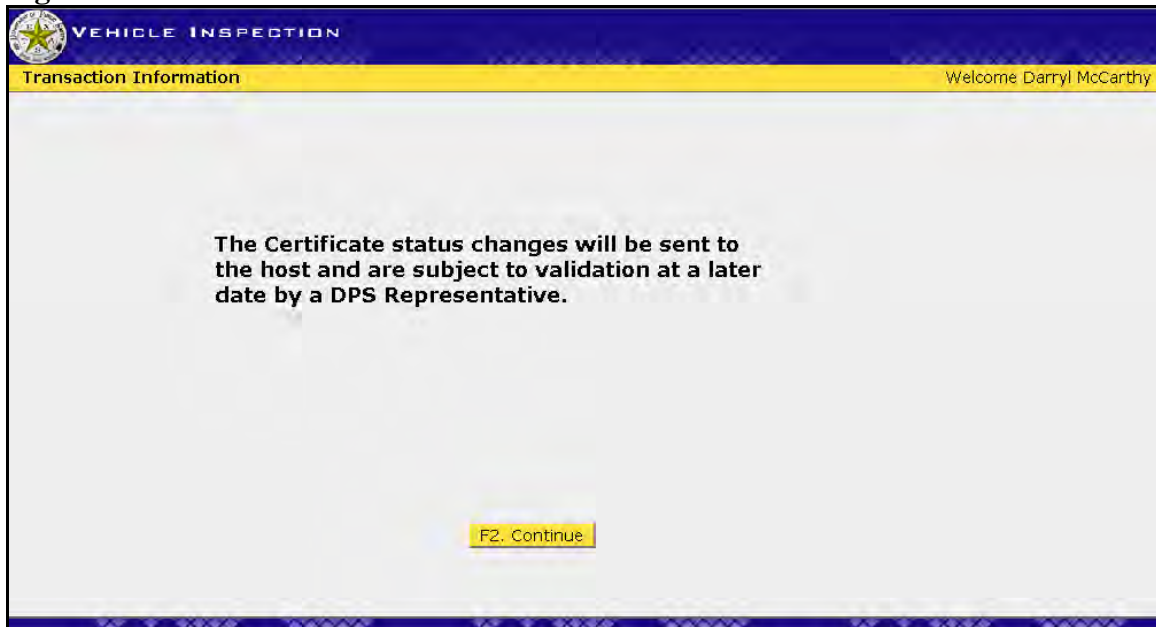 VEHICLE INSPECTION
Transaction Information Welcome Darryl McCarthy
The Certificate status changes will be sent to
the host and are subject to validation at a later
date by a DPS Representative.
F2. Continue